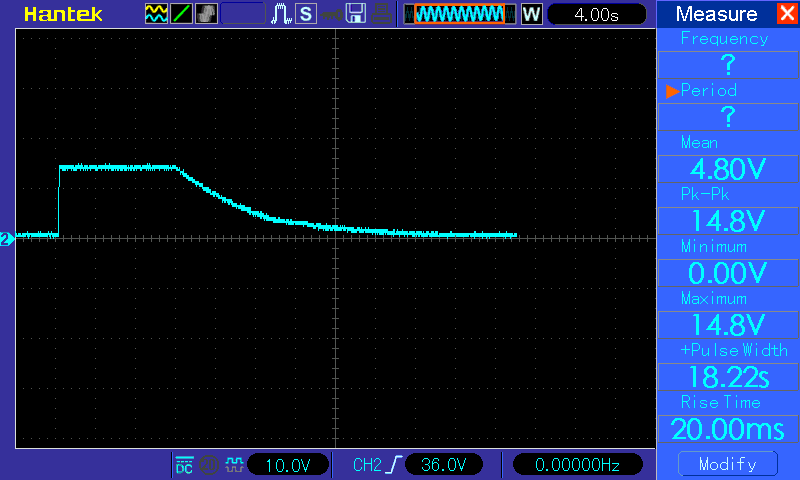 Hantek S W 4.00s Measure
Frequency
?
Period
?
Mean
4.80V
Pk-Pk
14.8V
Minimum
0.00V
Maximum
14.8V
+Pulse Width
18.22s
Rise Time
20.00ms
2
DC 20 10.0V CH2 36.0V 0.00000Hz Modify